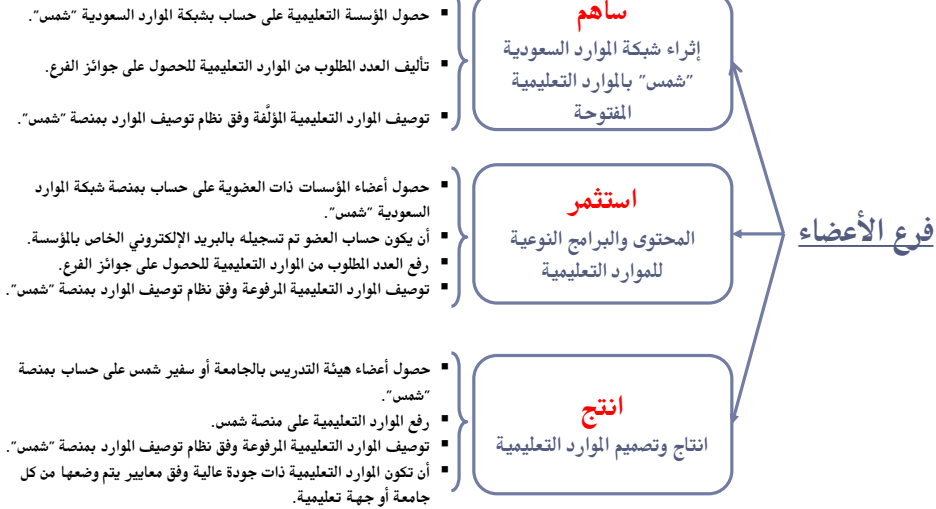 فرع الأعضاء
ساهم
إثراء شبكة الموارد السعودية
"شمس" بالموارد التعليمية
المفتوحة
▪ حصول المؤسسة التعليمية على حساب بشبكة الموارد السعودية "شمس".
▪ تأليف العدد المطلوب من الموارد التعليمية للحصول على جوائز الفرع.
▪ توصيف الموارد التعليمية المؤلَّفة وفق نظام توصيف الموارد بمنصة "شمس".
استثمر
المحتوى والبرامج النوعية
للموارد التعليمية
▪ حصول أعضاء المؤسسات ذات العضوية على حساب بمنصة شبكة الموارد
السعودية "شمس".
▪ أن يكون حساب العضو تم تسجيله بالبريد الإلكتروني الخاص بالمؤسسة.
▪ رفع العدد المطلوب من الموارد التعليمية للحصول على جوائز الفرع.
▪ توصيف الموارد التعليمية المرفوعة وفق نظام توصيف الموارد بمنصة "شمس".
انتج
انتاج وتصميم الموارد التعليمية
▪ حصول أعضاء هيئة التدريس بالجامعة أو سفير شمس على حساب بمنصة
"شمس".
▪ رفع الموارد التعليمية على منصة شمس.
▪ توصيف الموارد التعليمية المرفوعة وفق نظام توصيف الموارد بمنصة "شمس".
▪ أن تكون الموارد التعليمية ذات جودة عالية وفق معايير يتم وضعها من كل
جامعة أو جهة تعليمية.